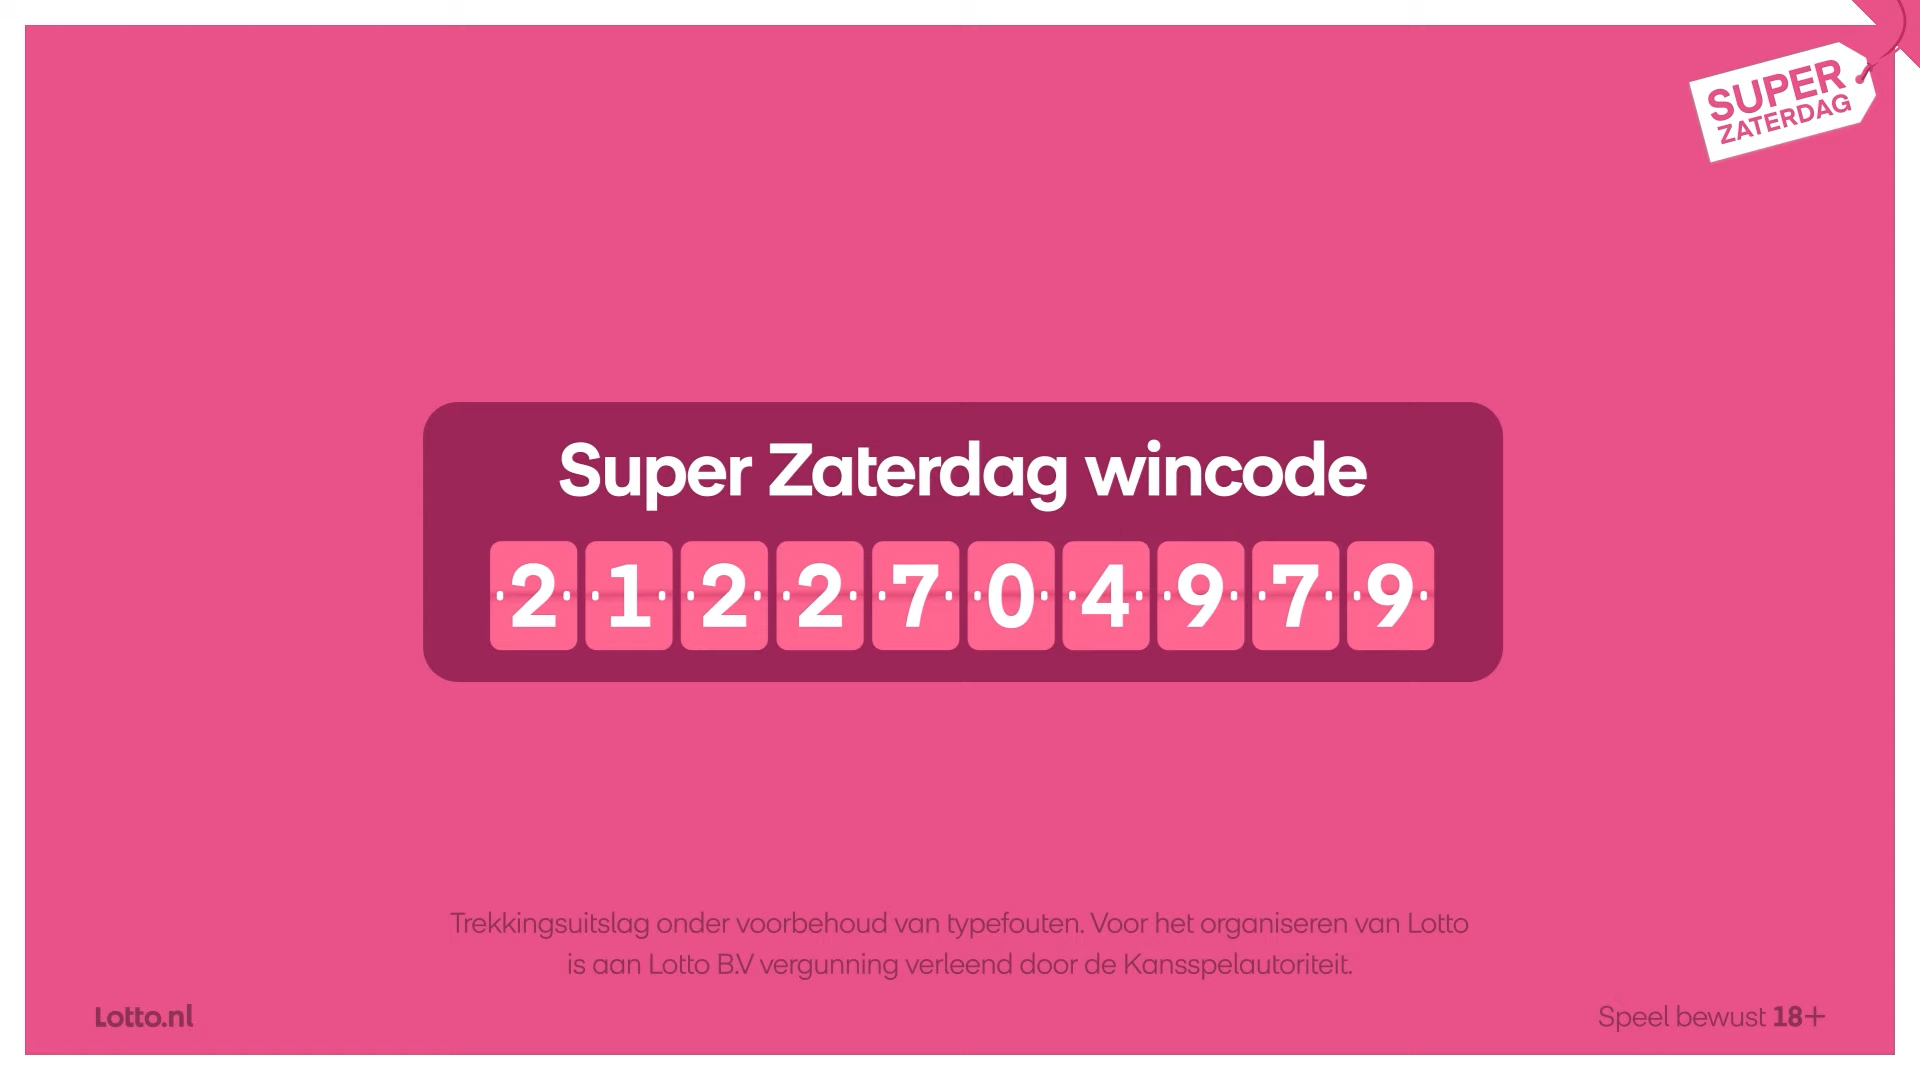 SUPER
ZATERDAG
Super Zaterdag wincode
2 1 2 2 7 0 4 9 7 9
Trekkingsuitslag onder voorbehoud van typefouten. Voor het organiseren van Lotto
is aan Lotto B.V vergunning verleend door de Kansspelautoriteit.
Lotto.nl
Speel bewust 18+